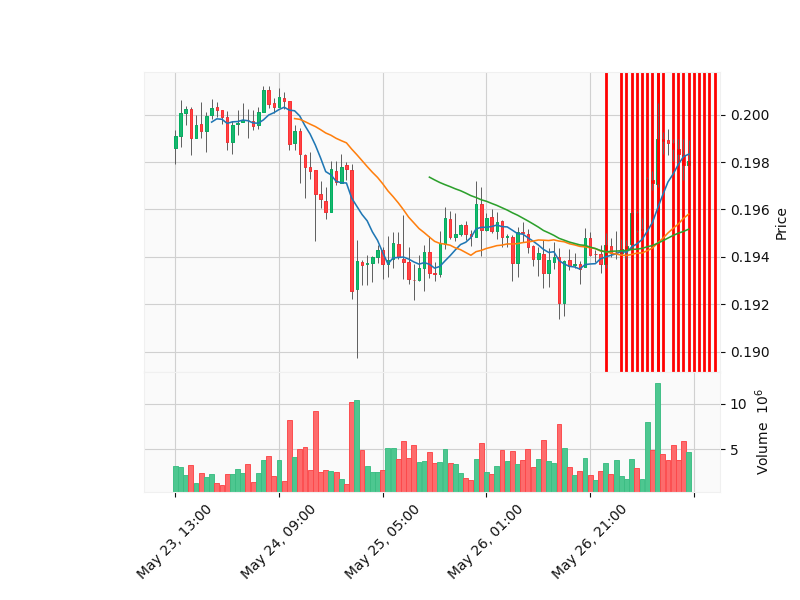 0.200
0.198
0.196
0.194
0.192
0.190
Price
10
5
Volume 10^6
May 23, 13:00
May 24, 09:00
May 25, 05:00
May 26, 01:00
May 26, 21:00